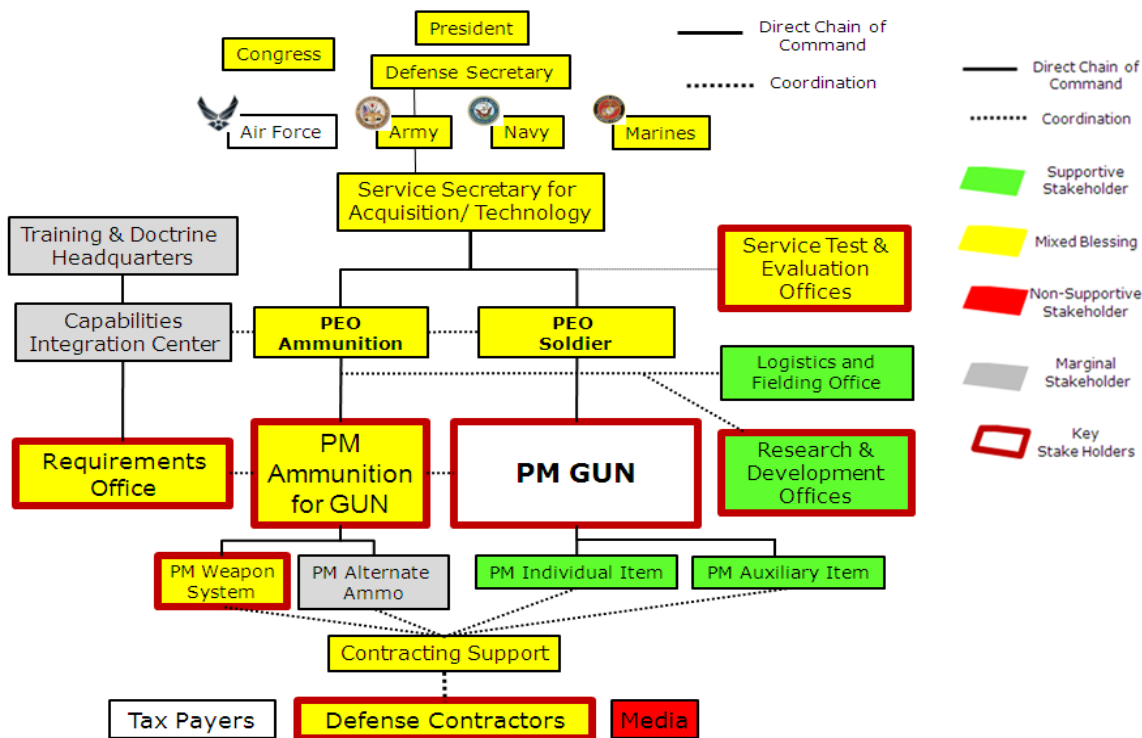 President
Congress
Defense Secretary
Air Force
Army
Navy
Marines
Service Secretary for
Acquisition/ Technology
Training & Doctrine
Headquarters
Service Test &
Evaluation
Offices
Capabilities
Integration Center
PEO
Ammunition
PEO
Soldier
Logistics and
Fielding Office
Requirements
Office
PM
Ammunition
for GUN
PM GUN
Research &
Development
Offices
PM Weapon
System
PM Alternate
Ammo
PM Individual Item
PM Auxiliary Item
Contracting Support
Tax Payers
Defense Contractors
Media
Direct Chain of
Command
Coordination
Direct Chain of
Command
Coordination
Supportive
Stakeholder
Mixed Blessing
Non-Supportive
Stakeholder
Marginal
Stakeholder
Key
Stake Holders